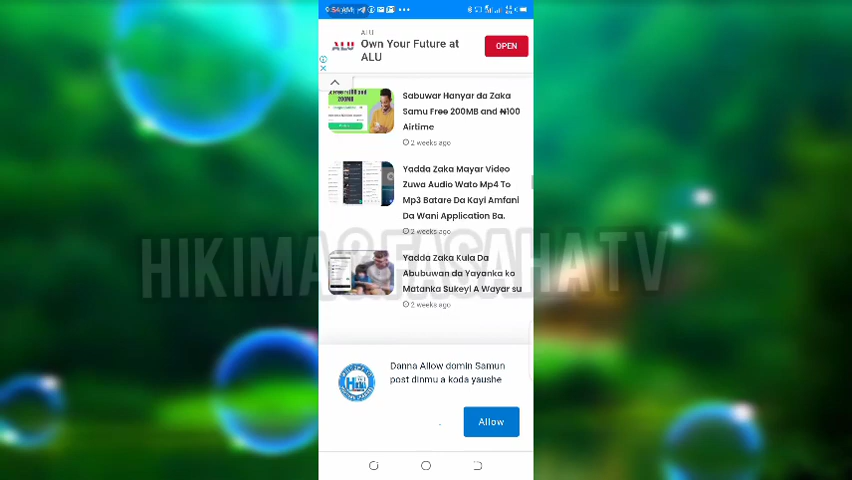 ALU
Own Your Future at
ALU
OPEN
Sabuwar Hanyar da Zaka
Samu Free 200MB and ₦100
Airtime
2 weeks ago
Yadda Zaka Mayar Video
Zuwa Audio Wato Mp4 To
Mp3 Batare Da Kayi Amfani
Da Wani Application Ba.
2 weeks ago
Yadda Zaka Kula Da
Abubuwan da Yayanka ko
Matanka Sukeyi A Wayar su
2 weeks ago
HIKIMA&FASAHATV
Danna Allow domin Samun
post dinmu a koda yaushe
Allow